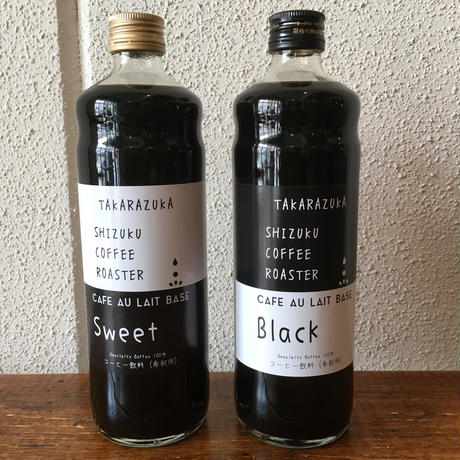 TAKARAZUKA
SHIZUKU
COFFEE
ROASTER
CAFE AU LAIT BASE
Sweet
Specialty Coffee 100%
コーヒー飲料 (希釈用)
TAKARAZUKA
SHIZUKU
COFFEE
ROASTER
CAFE AU LAIT BASE
Black
Specialty Coffee 100%
コーヒー飲料 (希釈用)